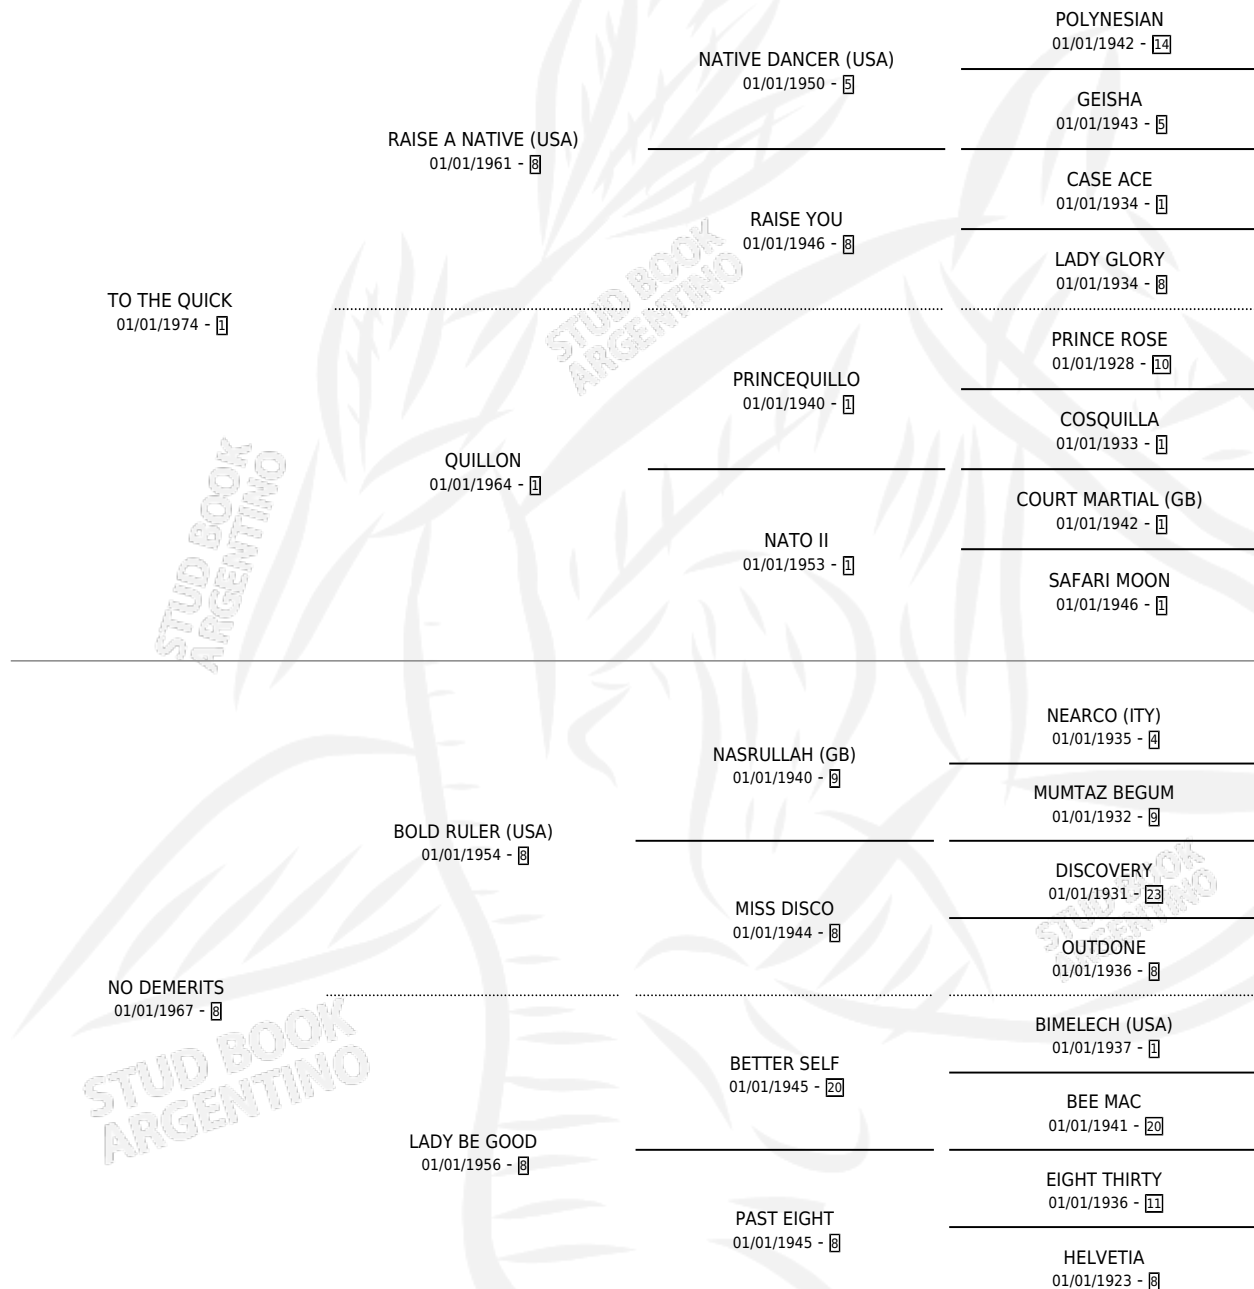 TO THE QUICK
01/01/1974 - 1
RAISE A NATIVE (USA)
01/01/1961 - 8
QUILLON
01/01/1964 - 1
NATIVE DANCER (USA)
01/01/1950 - 5
RAISE YOU
01/01/1946 - 8
PRINCEQUILLO
01/01/1940 - 1
NATO II
01/01/1953 - 1
POLYNESIAN
01/01/1942 - 14
GEISHA
01/01/1943 - 5
CASE ACE
01/01/1934 - 1
LADY GLORY
01/01/1934 - 8
PRINCE ROSE
01/01/1928 - 10
COSQUILLA
01/01/1933 - 1
COURT MARTIAL (GB)
01/01/1942 - 1
SAFARI MOON
01/01/1946 - 1
NO DEMERITS
01/01/1967 - 8
BOLD RULER (USA)
01/01/1954 - 8
LADY BE GOOD
01/01/1956 - 8
NASRULLAH (GB)
01/01/1940 - 9
MISS DISCO
01/01/1944 - 8
BETTER SELF
01/01/1945 - 20
PAST EIGHT
01/01/1945 - 8
NEARCO (ITY)
01/01/1935 - 4
MUMTAZ BEGUM
01/01/1932 - 9
DISCOVERY
01/01/1931 - 23
OUTDONE
01/01/1936 - 8
BIMELECH (USA)
01/01/1937 - 1
BEE MAC
01/01/1941 - 20
EIGHT THIRTY
01/01/1936 - 11
HELVETIA
01/01/1923 - 8
STUD BOOK
ARGENTINO
STUD BOOK
ARGENTINO
STUD BOOK
ARGENTINO
STUD BOOK
ARGENTINO